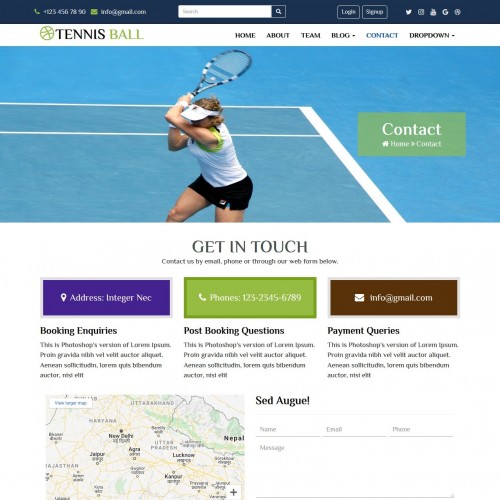 +123 456 78 90 info@gmail.com Search Login Signup
TENNIS BALL HOME ABOUT TEAM BLOG CONTACT DROPDOWN
Contact
Home » Contact
GET IN TOUCH
Contact us by email, phone or through our web form below.
Address: Integer Nec
Phones: 123-2345-6789
info@gmail.com
Booking Enquiries
This is Photoshop's version of Lorem Ipsum.
Proin gravida nibh vel velit auctor aliquet.
Aenean sollicitudin, lorem quis bibendum
auctor, nisi elit
Post Booking Questions
This is Photoshop's version of Lorem Ipsum.
Proin gravida nibh vel velit auctor aliquet.
Aenean sollicitudin, lorem quis bibendum
auctor, nisi elit
Payment Queries
This is Photoshop's version of Lorem Ipsum.
Proin gravida nibh vel velit auctor aliquet.
Aenean sollicitudin, lorem quis bibendum
auctor, nisi elit
View larger map
UTTARAKHAND
HARYANA
New Delhi
Nepal
Agra
Jaipur
Lucknow
RAJASTHAN
UTTAR PRADESH
Kanpur
Sed Augue!
Name Email Phone
Message